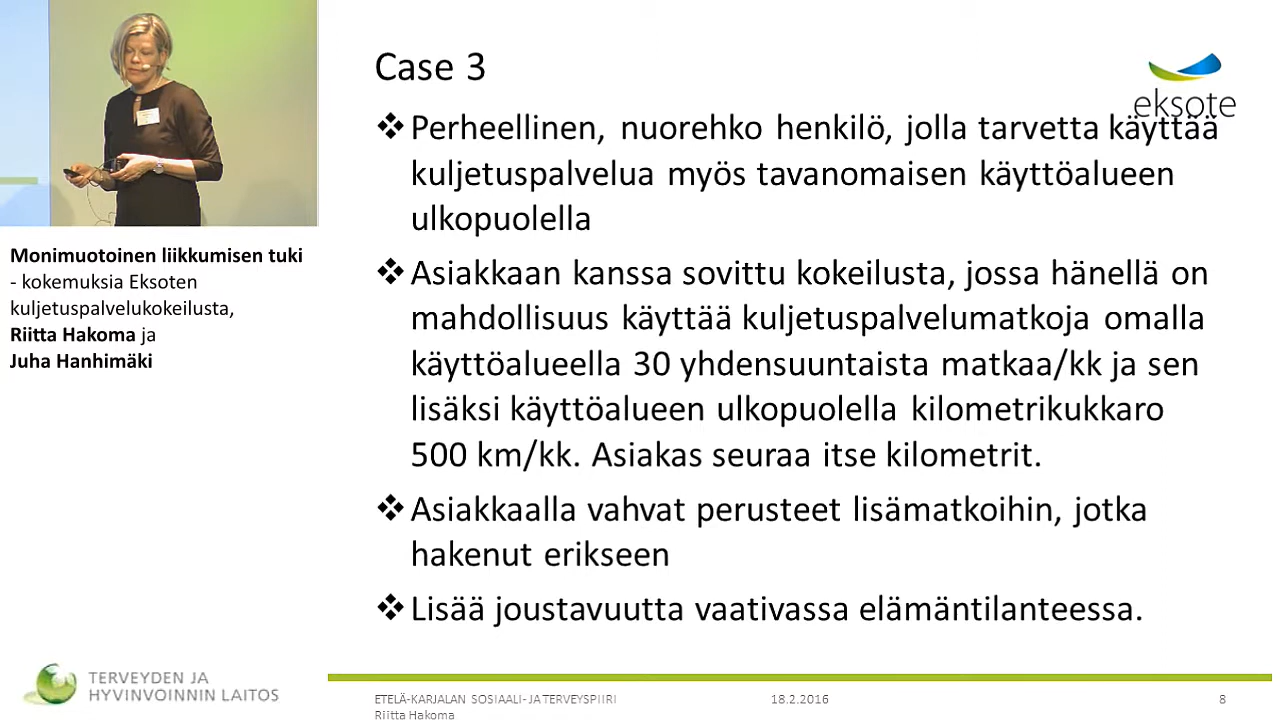 Monimuotoinen liikkumisen tuki
- kokemuksia Eksoten
kuljetuspalvelukokeilusta,
Riitta Hakoma ja
Juha Hanhimäki
TERVEYDEN JA
HYVINVOINNIN LAITOS
Case 3
eksote
❖ Perheellinen, nuorehko henkilö, jolla tarvetta käyttää
kuljetuspalvelua myös tavanomaisen käyttöalueen
ulkopuolella
❖ Asiakkaan kanssa sovittu kokeilusta, jossa hänellä on
mahdollisuus käyttää kuljetuspalvelumatkoja omalla
käyttöalueella 30 yhdensuuntaista matkaa/kk ja sen
lisäksi käyttöalueen ulkopuolella kilometrikukkaro
500 km/kk. Asiakas seuraa itse kilometrit.
❖ Asiakkaalla vahvat perusteet lisämatkoihin, jotka
hakenut erikseen
❖ Lisää joustavuutta vaativassa elämäntilanteessa.
ETELÄ-KARJALAN SOSIAALI- JA TERVEYSPIIRI
Riitta Hakoma
18.2.2016
8